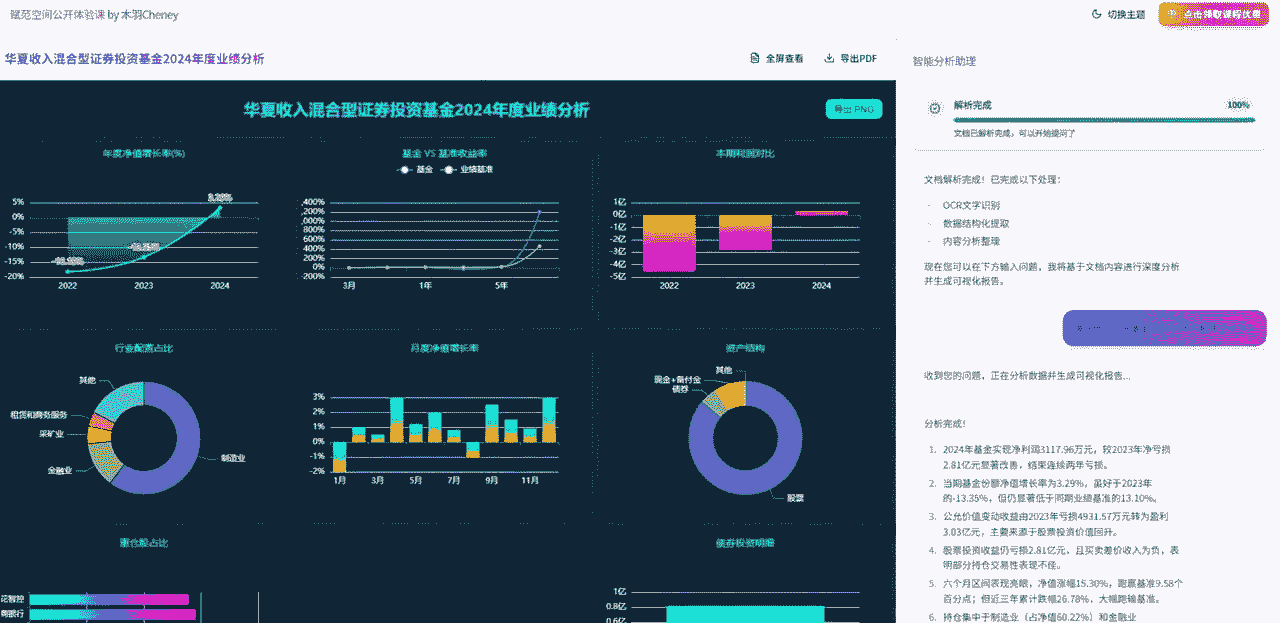 赋范空间公开体验课 by 木羽Cheney
切换主题
华夏收入混合型证券投资基金2024年度业绩分析
全屏查看
导出PDF
智能分析助理
华夏收入混合型证券投资基金2024年度业绩分析
导出 PNG
解析完成
100%
文档已解析完成，可以开始提问了
年度净值增长率(%)
5%
0%
-5%
-10%
-15%
-20%
2022
2023
2024
3.29%
基金 VS 基准收益率
基金
业绩基准
1,400%
1,200%
1,000%
800%
600%
400%
200%
0%
-200%
3月
1年
5年
本期利润对比
1亿
0亿
-1亿
-2亿
-3亿
-4亿
-5亿
2022
2023
2024
文档解析完成！已完成以下处理：
· OCR文字识别
· 数据结构化提取
· 内容分析整理
现在您可以在下方输入问题，我将基于文档内容进行深度分析
并生成可视化报告。
行业配置占比
其他
租赁和商务服务
采矿业
金融业
制造业
月度净值增长率
3%
2%
1%
0%
-1%
-2%
1月
3月
5月
7月
9月
11月
资产结构
其他
现金+备付金
债券
股票
收到您的问题，正在分析数据并生成可视化报告...
分析完成！
1. 2024年基金实现净利润3117.96万元，较2023年净亏损
2.81亿元显著改善，结束连续两年亏损。
2. 当期基金份额净值增长率为3.29%，虽好于2023年
的-13.35%，但仍显著低于同期业绩基准的13.10%。
3. 公允价值变动收益由2023年亏损4931.57万元转为盈利
3.03亿元，主要来源于股票投资价值回升。
4. 股票投资收益仍亏损2.81亿元，且买卖差价收入为负，表
明部分持仓交易性表现不佳。
5. 六个月区间表现亮眼，净值涨幅15.30%，跑赢基准9.58个
百分点；但近三年累计跌幅26.78%，大幅跑输基准。
6. 持仓集中于制造业（占净值60.22%）和金融业
重仓股占比
债券投资明细
1亿
0.8亿
0.6亿